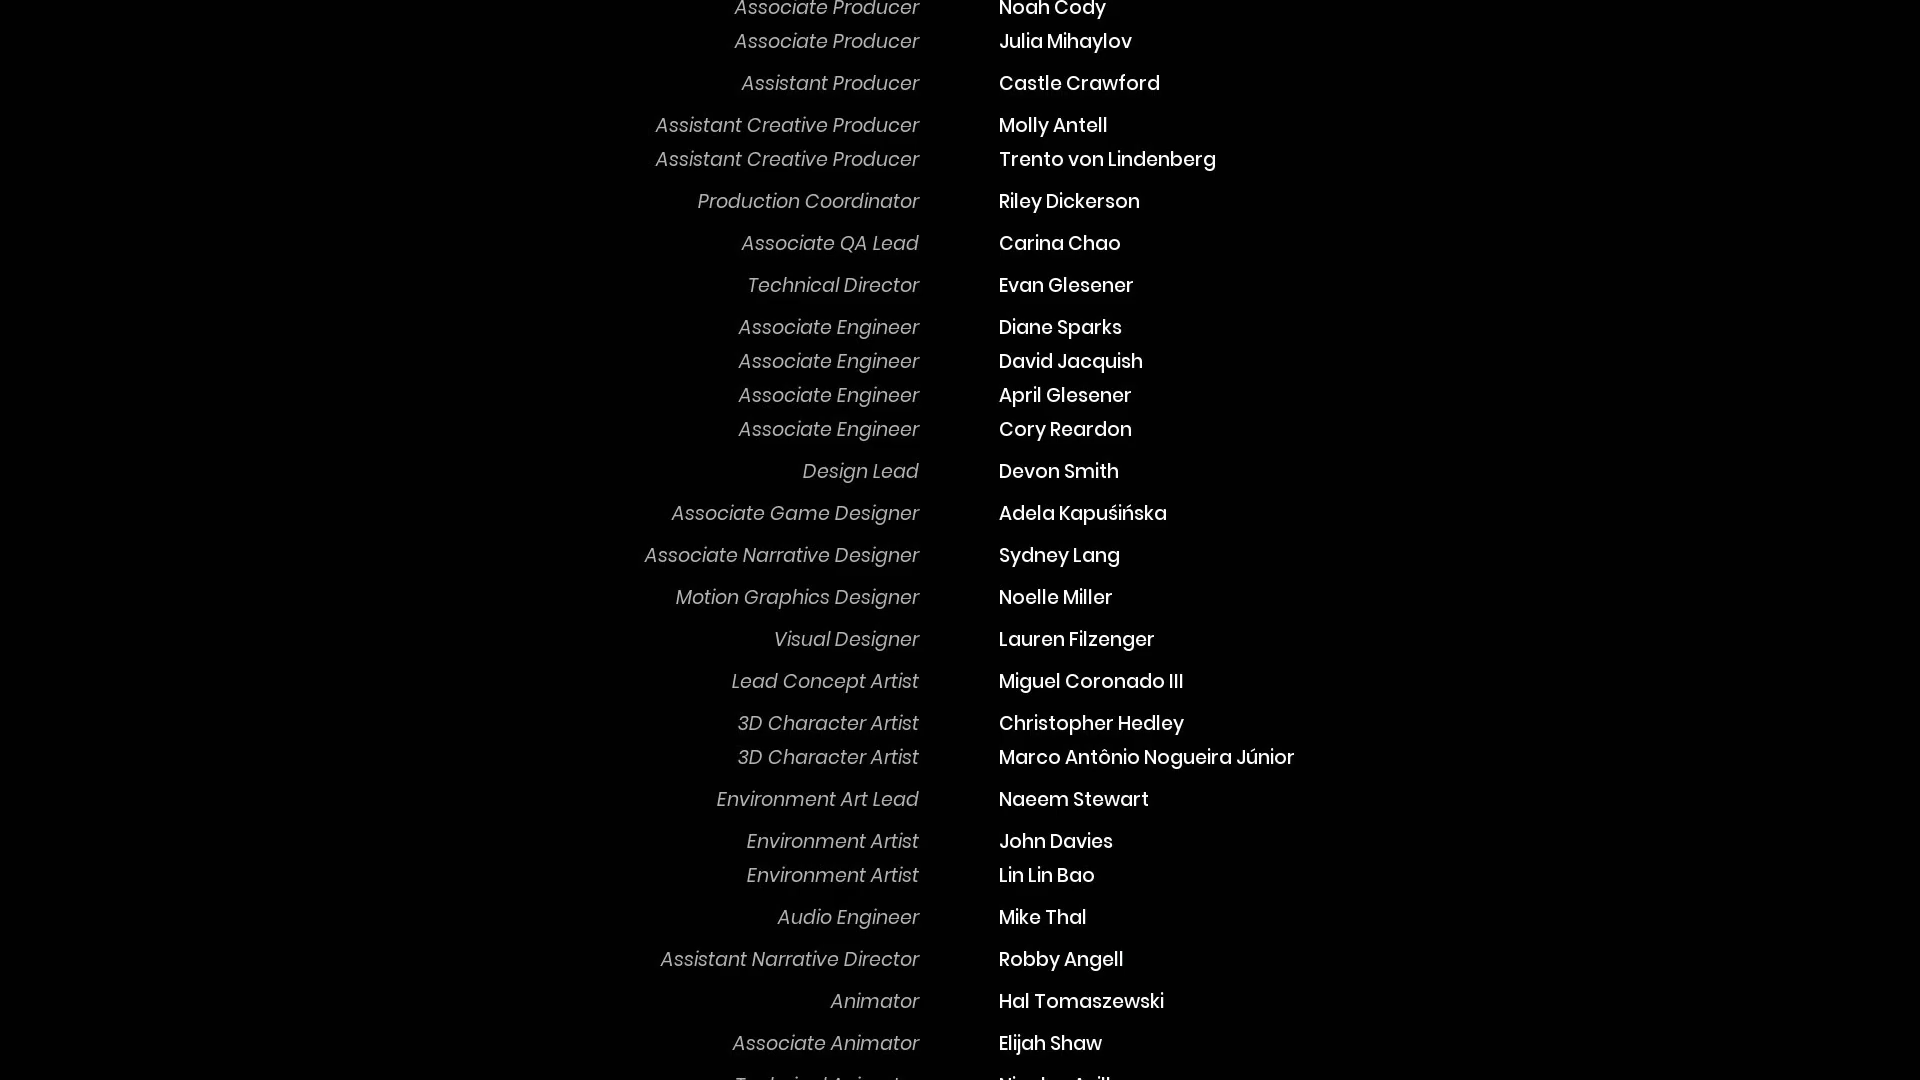 Associate Producer Noah Cody
Associate Producer Julia Mihaylov
Assistant Producer Castle Crawford
Assistant Creative Producer Molly Antell
Assistant Creative Producer Trento von Lindenberg
Production Coordinator Riley Dickerson
Associate QA Lead Carina Chao
Technical Director Evan Glesener
Associate Engineer Diane Sparks
Associate Engineer David Jacquish
Associate Engineer April Glesener
Associate Engineer Cory Reardon
Design Lead Devon Smith
Associate Game Designer Adela Kapuśińska
Associate Narrative Designer Sydney Lang
Motion Graphics Designer Noelle Miller
Visual Designer Lauren Filzenger
Lead Concept Artist Miguel Coronado III
3D Character Artist Christopher Hedley
3D Character Artist Marco Antônio Nogueira Júnior
Environment Art Lead Naeem Stewart
Environment Artist John Davies
Environment Artist Lin Lin Bao
Audio Engineer Mike Thal
Assistant Narrative Director Robby Angell
Animator Hal Tomaszewski
Associate Animator Elijah Shaw